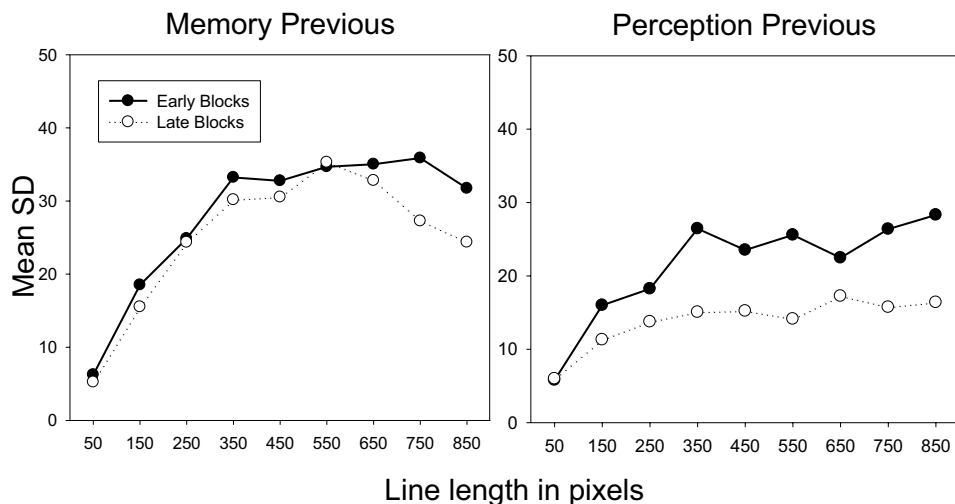 Memory Previous
Perception Previous
50
40
30
20
10
0
Mean SD
Early Blocks
Late Blocks
50 150 250 350 450 550 650 750 850
50
40
30
20
10
0
50 150 250 350 450 550 650 750 850
Line length in pixels